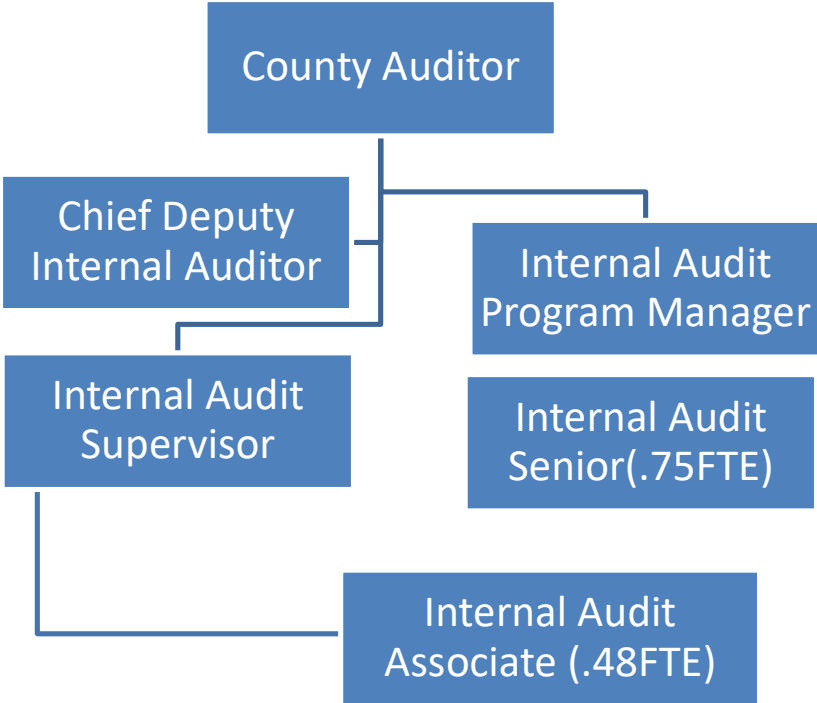 County Auditor
Chief Deputy
Internal Auditor
Internal Audit
Program Manager
Internal Audit
Supervisor
Internal Audit
Senior(.75FTE)
Internal Audit
Associate (.48FTE)